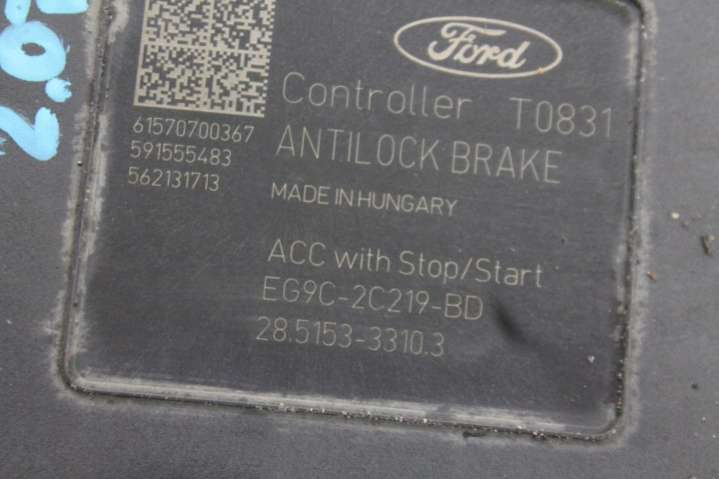 Ford
Controller T0831
ANTILOCK BRAKE
61570700367
591555483
562131713
MADE IN HUNGARY
ACC with Stop/Start
EG9C-2C219-BD
28.5153-3310.3